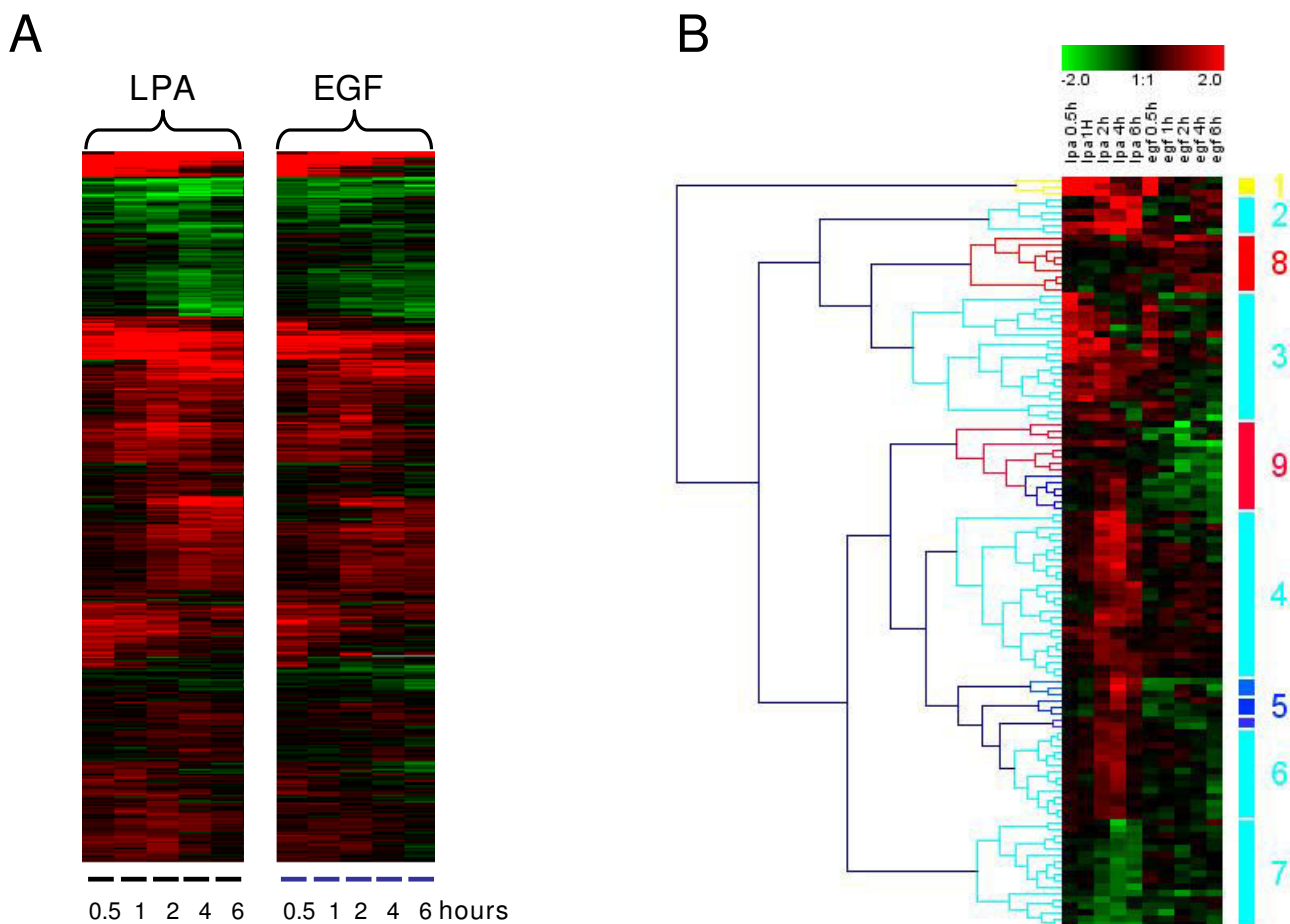 A
LPA EGF
0.5 1 2 4 6 0.5 1 2 4 6 hours
B
-2.0 1:1 2.0
lpa 0.5h
lpa1H
lpa 2h
lpa 4h
lpa 6h
egf 0.5h
egf 1h
egf 2h
egf 4h
egf 6h
1
2
8
3
9
4
5
6
7